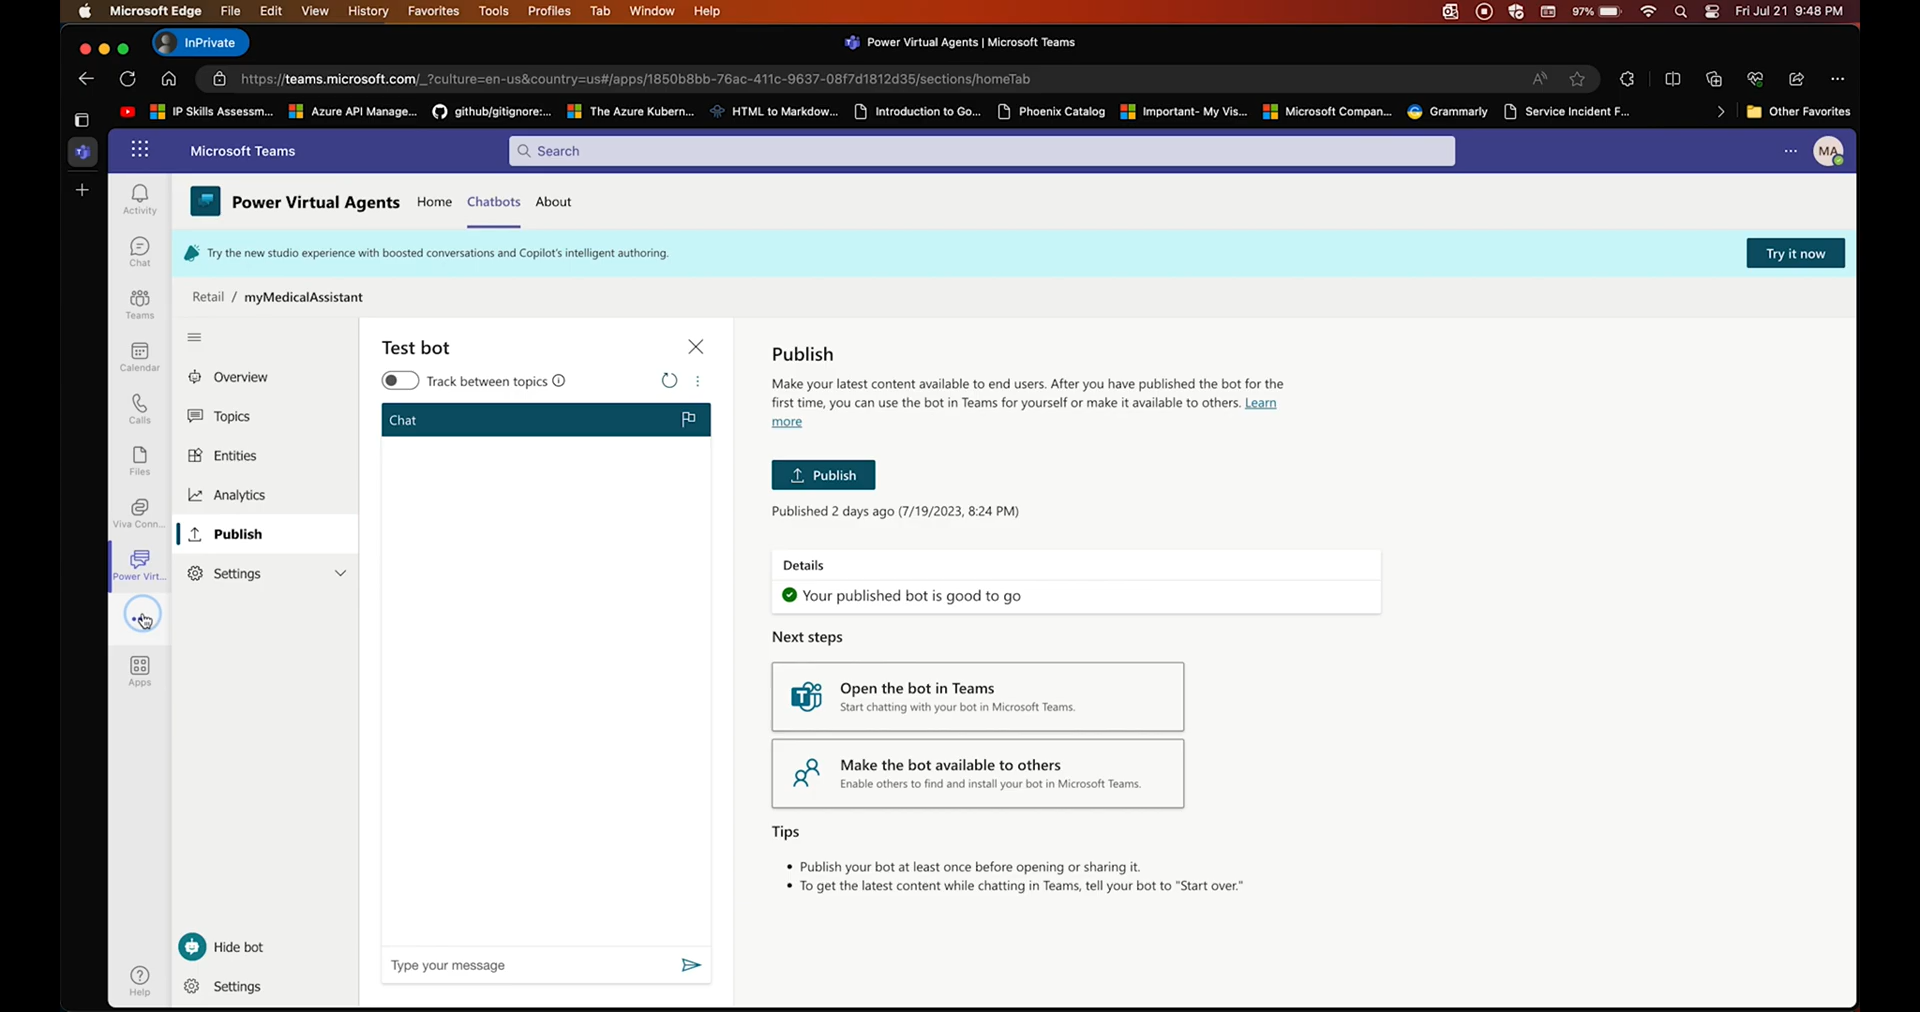 Microsoft Edge File Edit View History Favorites Tools Profiles Tab Window Help 97% Fri Jul 21 9:48 PM
InPrivate Power Virtual Agents | Microsoft Teams
https://teams.microsoft.com/_?culture=en-us&country=us#/apps/1850b8bb-76ac-411c-9637-08f7d1812d35/sections/homeTab
IP Skills Assessm... Azure API Manage... github/gitignore:... The Azure Kubern... HTML to Markdow... Introduction to Go... Phoenix Catalog Important- My Vis... Microsoft Compan... Grammarly Service Incident F... Other Favorites
Microsoft Teams Search MA
Activity
Chat
Teams
Calendar
Calls
Files
Viva Conn...
Power Virt...
Apps
Help
Power Virtual Agents Home Chatbots About
Try the new studio experience with boosted conversations and Copilot's intelligent authoring. Try it now
Retail / myMedicalAssistant
Overview
Topics
Entities
Analytics
Publish
Settings
Hide bot
Settings
Test bot
Track between topics
Chat
Type your message
Publish
Make your latest content available to end users. After you have published the bot for the
first time, you can use the bot in Teams for yourself or make it available to others. Learn
more
Publish
Published 2 days ago (7/19/2023, 8:24 PM)
Details
Your published bot is good to go
Next steps
Open the bot in Teams
Start chatting with your bot in Microsoft Teams.
Make the bot available to others
Enable others to find and install your bot in Microsoft Teams.
Tips
• Publish your bot at least once before opening or sharing it.
• To get the latest content while chatting in Teams, tell your bot to "Start over."